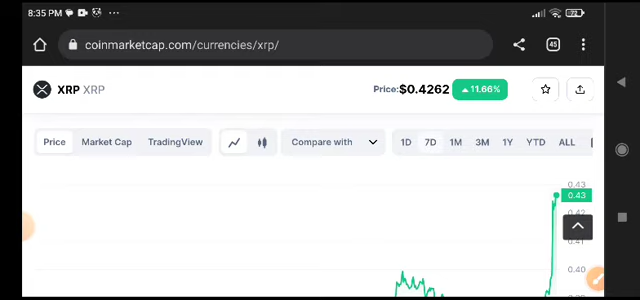 8:35 PM 72
coinmarketcap.com/currencies/xrp/ 45
XRP XRP Price: $0.4262 11.66%
Price Market Cap TradingView Compare with 1D 7D 1M 3M 1Y YTD ALL
0.43
0.43
0.42
0.41
0.40